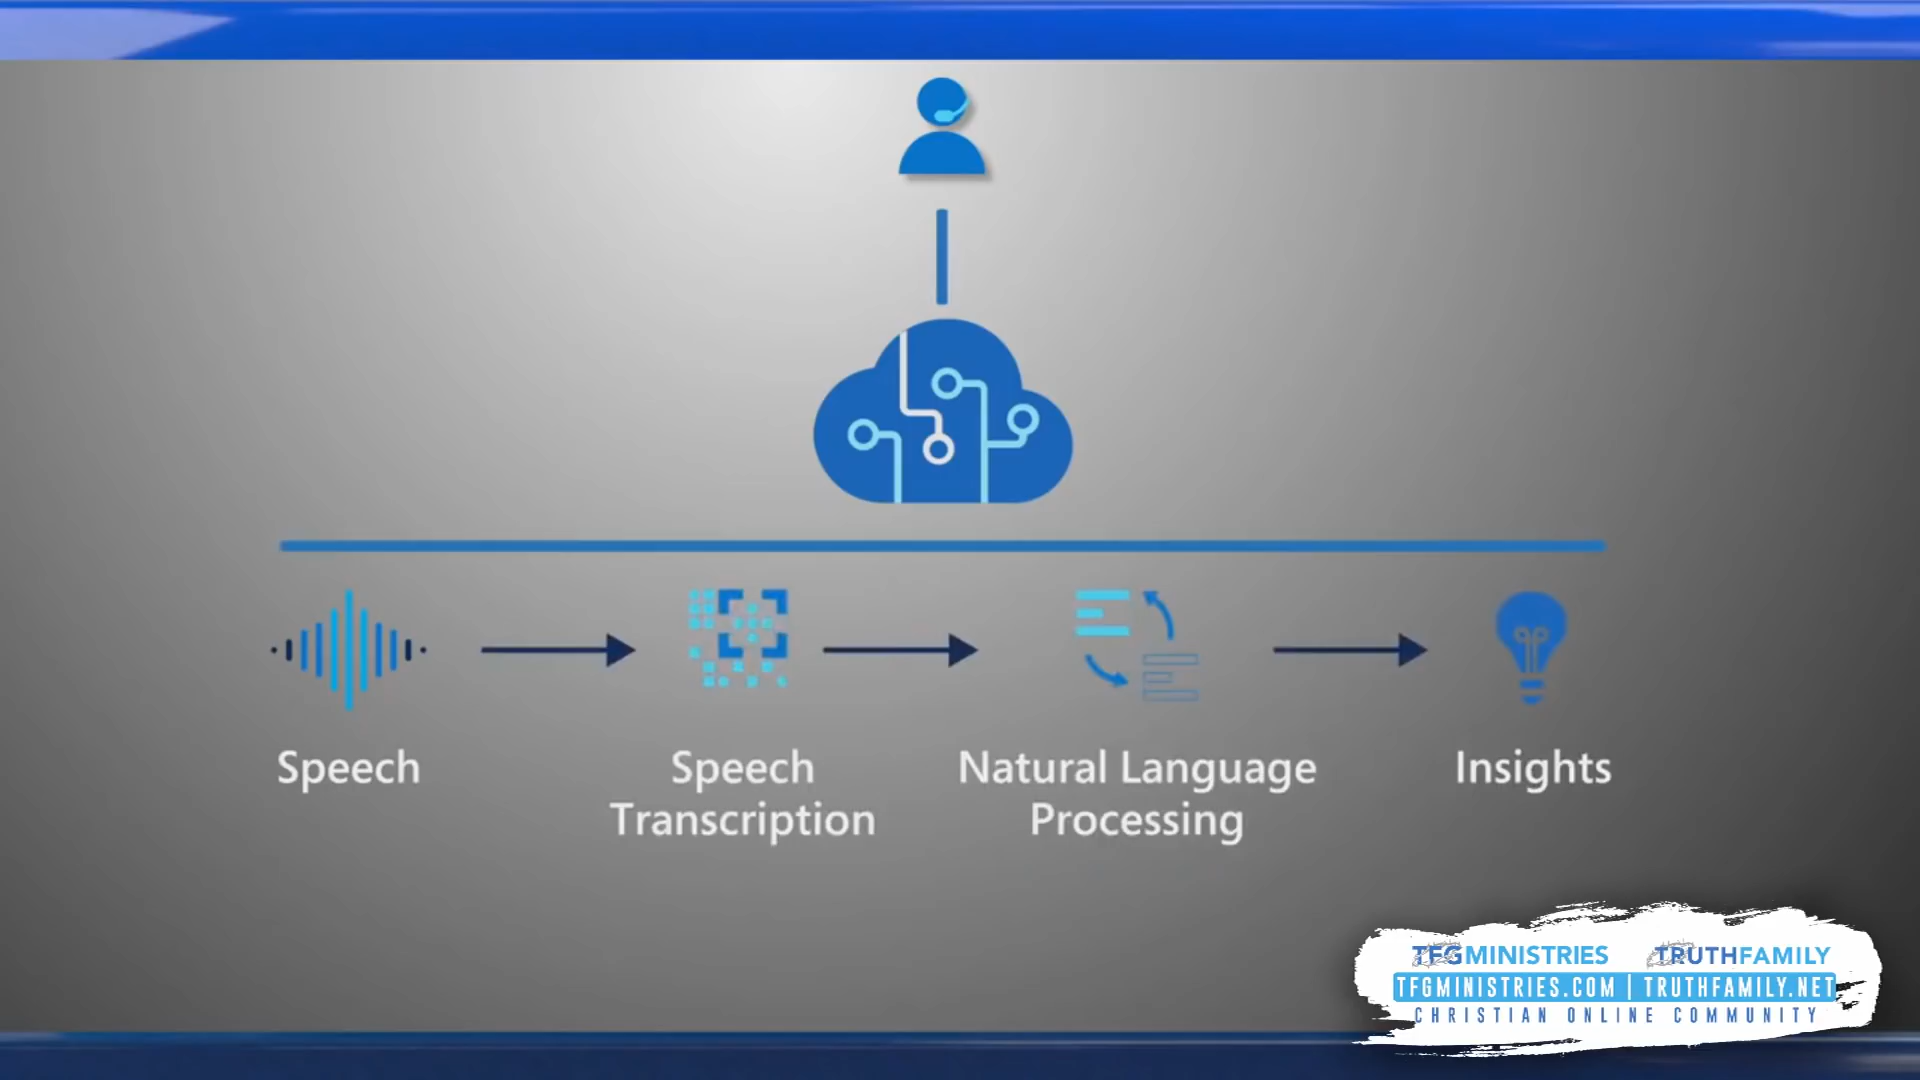 Speech
Speech
Transcription
Natural Language
Processing
Insights
TFGMINISTRIES TRUTHFAMILY
TFGMINISTRIES.COM | TRUTHFAMILY.NET
CHRISTIAN ONLINE COMMUNITY